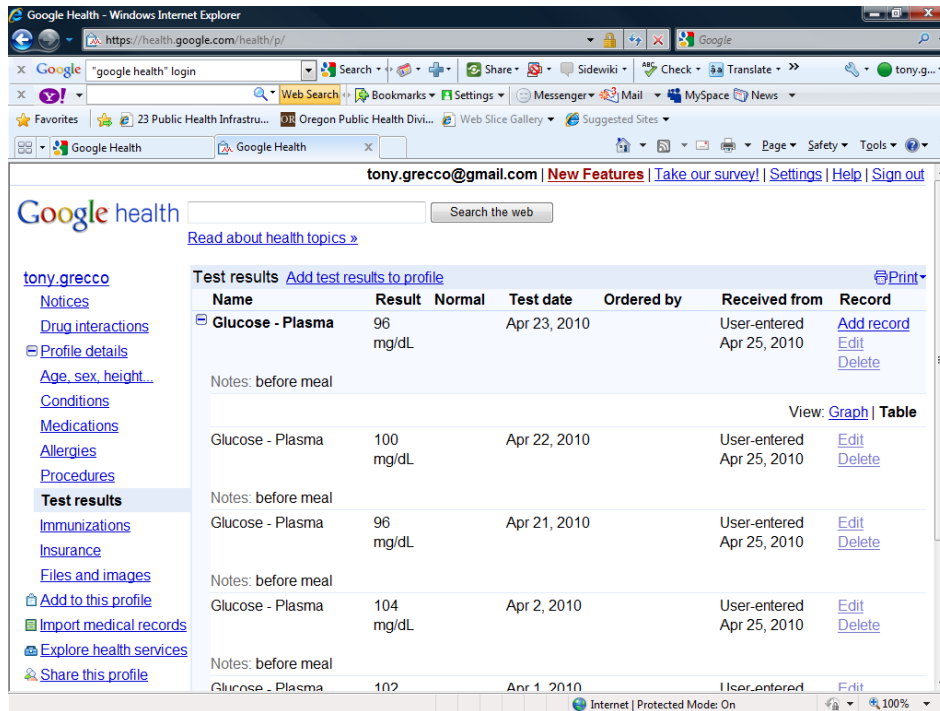 Google Health - Windows Internet Explorer
https://health.google.com/health/p/
Google
x Google "google health" login Search Share Sidewiki Check Translate » tony.g...
x Y! Web Search Bookmarks Settings Messenger Mail MySpace News
Favorites 23 Public Health Infrastru... OR Oregon Public Health Divi... Web Slice Gallery Suggested Sites
Google Health Google Health x Page Safety Tools
tony.grecco@gmail.com | New Features | Take our survey! | Settings | Help | Sign out
Google health Search the web
Read about health topics »
tony.grecco
Notices
Drug interactions
Profile details
Age, sex, height...
Conditions
Medications
Allergies
Procedures
Test results
Immunizations
Insurance
Files and images
Add to this profile
Import medical records
Explore health services
Share this profile
Test results Add test results to profile Print
Name Result Normal Test date Ordered by Received from Record
Glucose - Plasma 96 Apr 23, 2010 User-entered Add record
mg/dL Apr 25, 2010 Edit
Delete
Notes: before meal
View: Graph | Table
Glucose - Plasma 100 Apr 22, 2010 User-entered Edit
mg/dL Apr 25, 2010 Delete
Notes: before meal
Glucose - Plasma 96 Apr 21, 2010 User-entered Edit
mg/dL Apr 25, 2010 Delete
Notes: before meal
Glucose - Plasma 104 Apr 2, 2010 User-entered Edit
mg/dL Apr 25, 2010 Delete
Notes: before meal
Glucose - Plasma 102 Apr 1, 2010 User-entered Edit
Internet | Protected Mode: On 100%